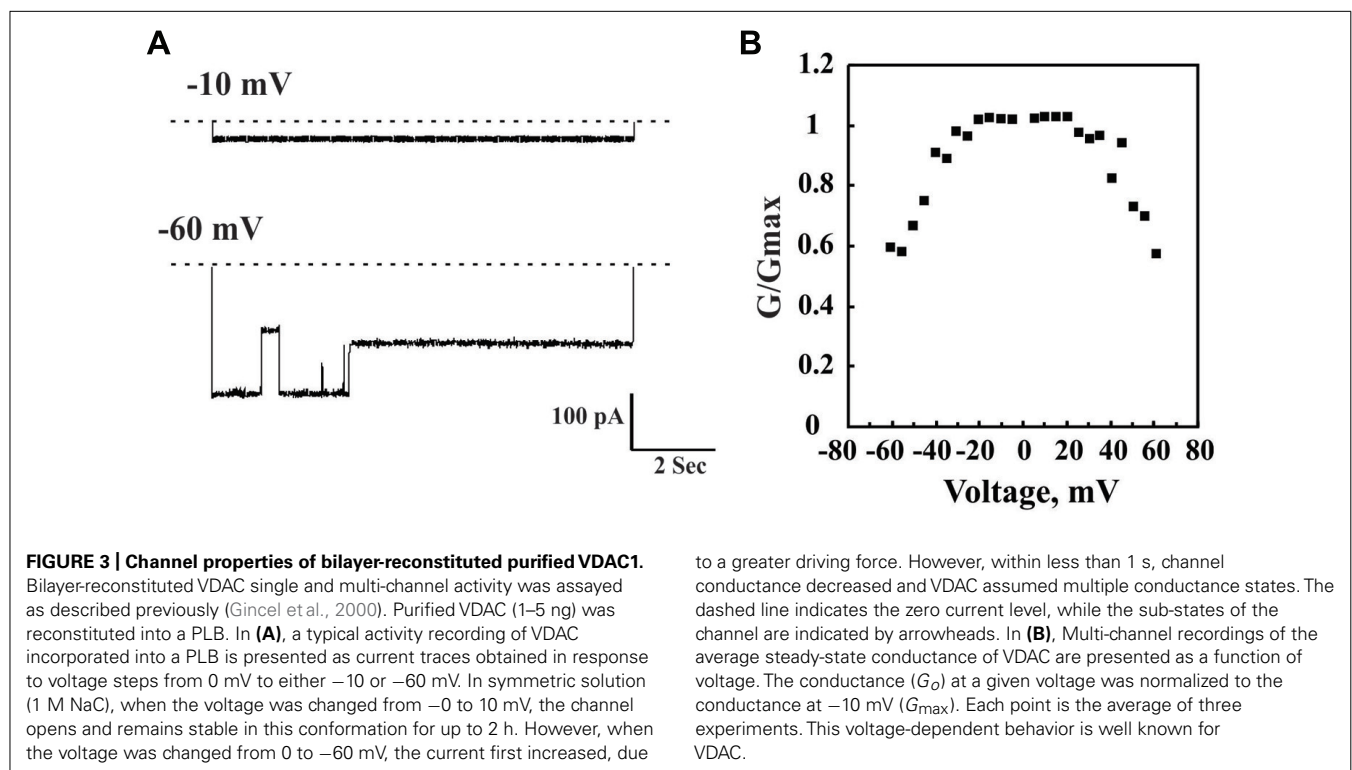 A
-10 mV
-60 mV
100 pA
2 Sec
B
1.2
1
0.8
0.6
0.4
0.2
0
G/Gmax
-80 -60 -40 -20 0 20 40 60 80
Voltage, mV
FIGURE 3 | Channel properties of bilayer-reconstituted purified VDAC1.
Bilayer-reconstituted VDAC single and multi-channel activity was assayed
as described previously (Gincel et al., 2000). Purified VDAC (1–5 ng) was
reconstituted into a PLB. In (A), a typical activity recording of VDAC
incorporated into a PLB is presented as current traces obtained in response
to voltage steps from 0 mV to either −10 or −60 mV. In symmetric solution
(1 M NaC), when the voltage was changed from −0 to 10 mV, the channel
opens and remains stable in this conformation for up to 2 h. However, when
the voltage was changed from 0 to −60 mV, the current first increased, due
to a greater driving force. However, within less than 1 s, channel
conductance decreased and VDAC assumed multiple conductance states. The
dashed line indicates the zero current level, while the sub-states of the
channel are indicated by arrowheads. In (B), Multi-channel recordings of the
average steady-state conductance of VDAC are presented as a function of
voltage. The conductance (Go) at a given voltage was normalized to the
conductance at −10 mV (Gmax). Each point is the average of three
experiments. This voltage-dependent behavior is well known for
VDAC.